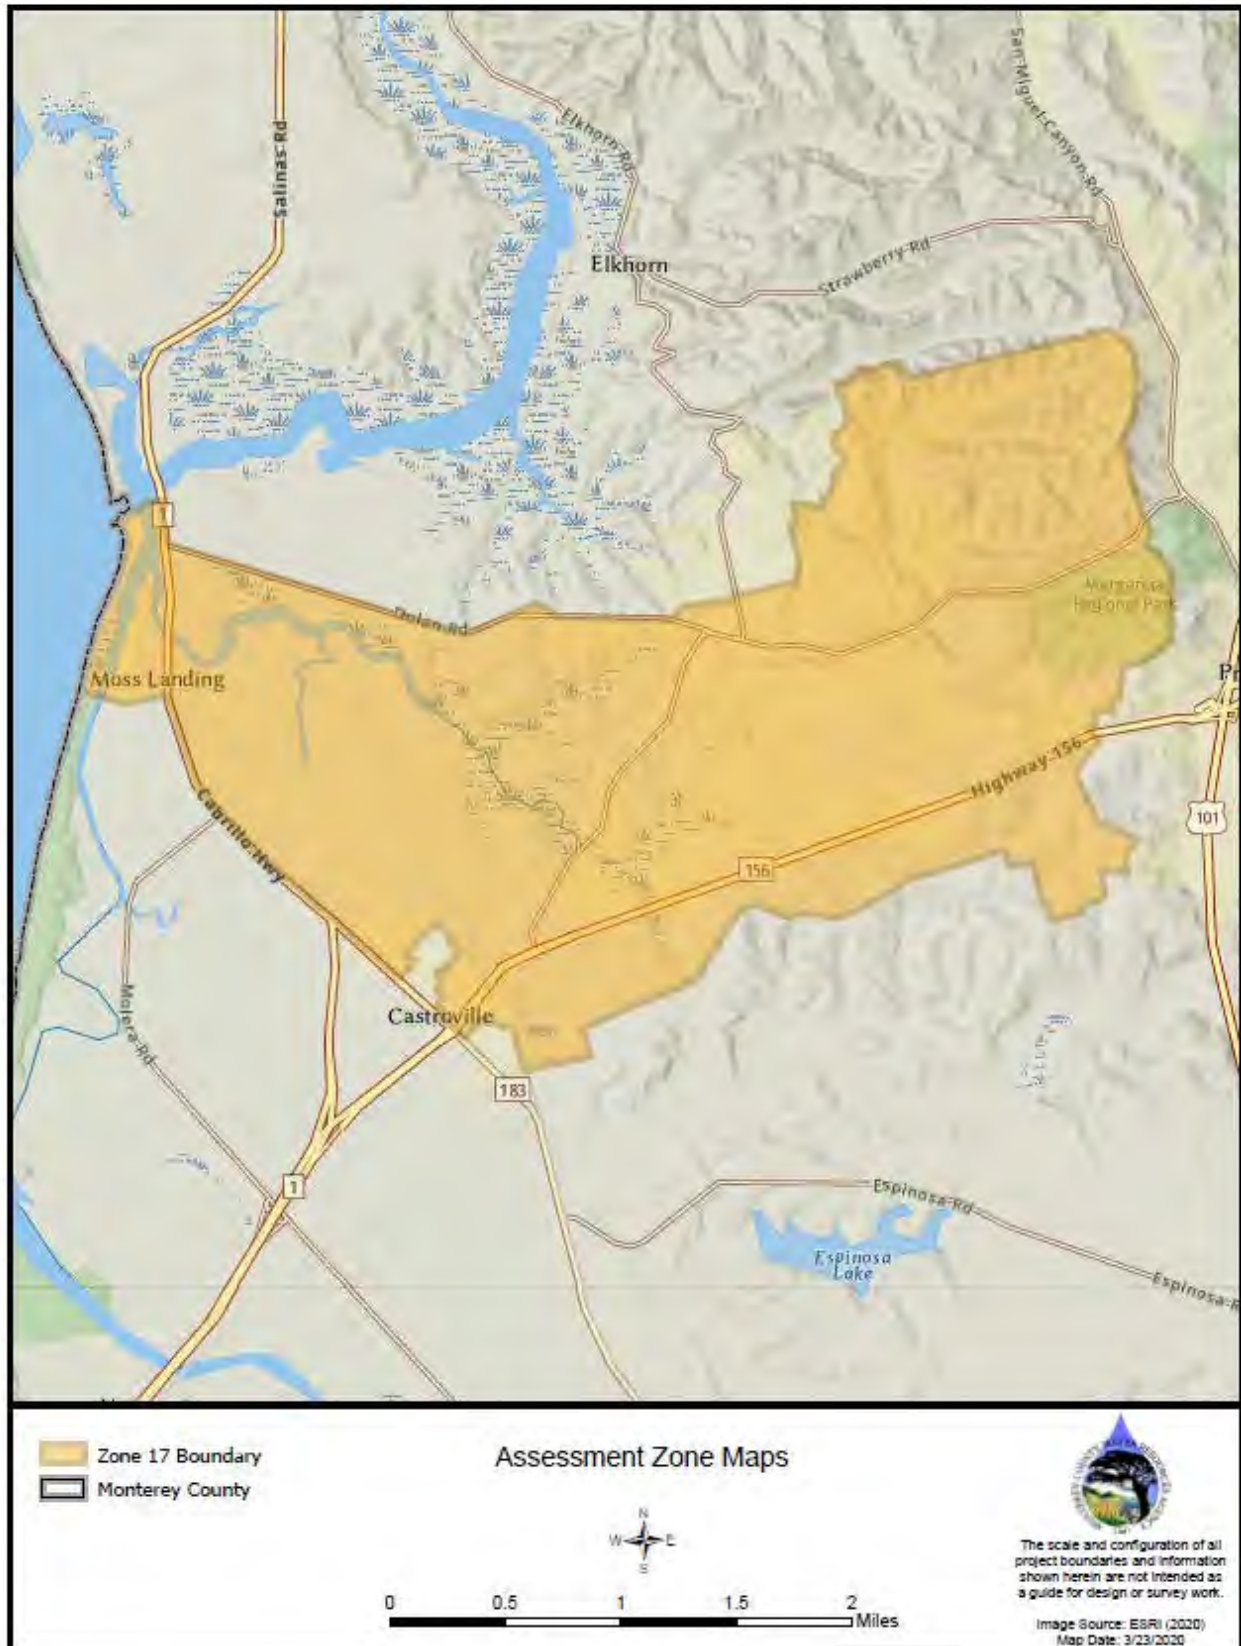 Salinas Rd
San Miguel Canyon Rd
Elkhorn Rd
Elkhorn
Strawberry Rd
1
Dolan Rd
Regional Park
Moss Landing
Highway 156
101
Cabrillo Hwy
156
Castroville
Molera Rd
183
1
Espinosa Rd
Espinosa
Lake
Zone 17 Boundary
Monterey County
Assessment Zone Maps
N
W E
S
0 0.5 1 1.5 2
Miles
The scale and configuration of all
project boundaries and information
shown herein are not intended as
a guide for design or survey work.
Image Source: ESRI (2020)
Map Date: 3/23/2020